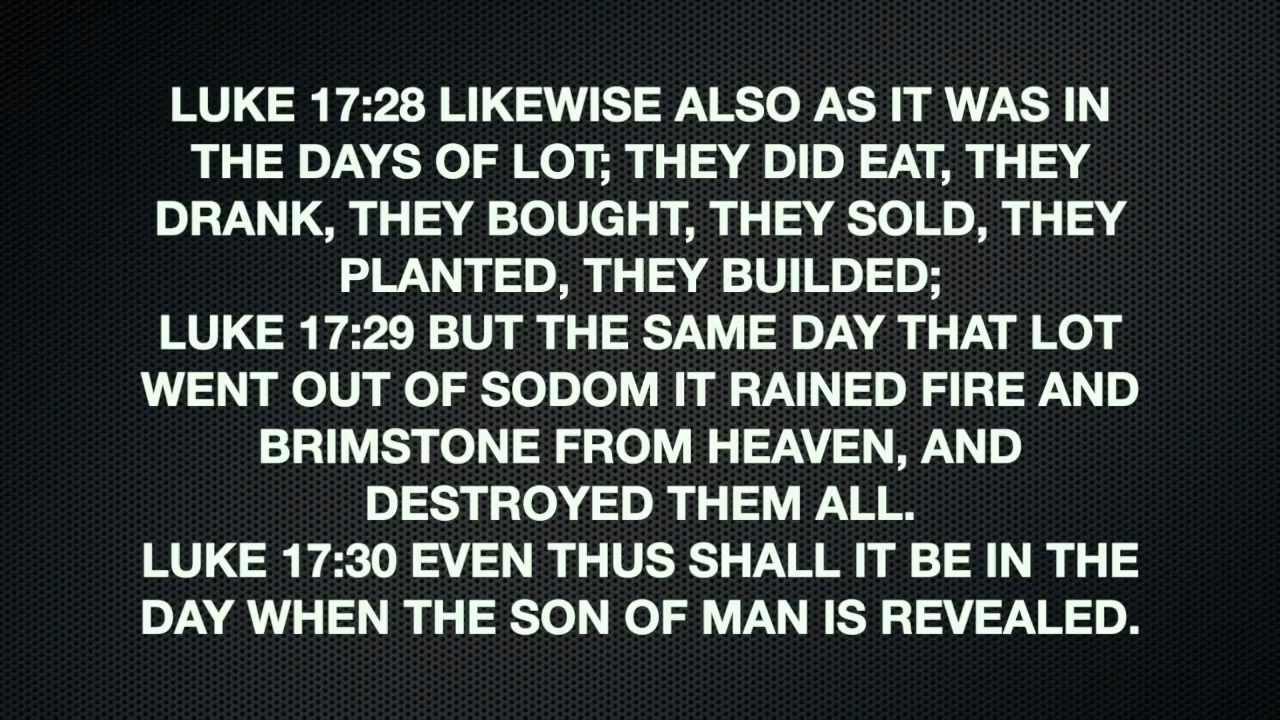 LUKE 17:28 LIKEWISE ALSO AS IT WAS IN
THE DAYS OF LOT; THEY DID EAT, THEY
DRANK, THEY BOUGHT, THEY SOLD, THEY
PLANTED, THEY BUILDED;
LUKE 17:29 BUT THE SAME DAY THAT LOT
WENT OUT OF SODOM IT RAINED FIRE AND
BRIMSTONE FROM HEAVEN, AND
DESTROYED THEM ALL.
LUKE 17:30 EVEN THUS SHALL IT BE IN THE
DAY WHEN THE SON OF MAN IS REVEALED.